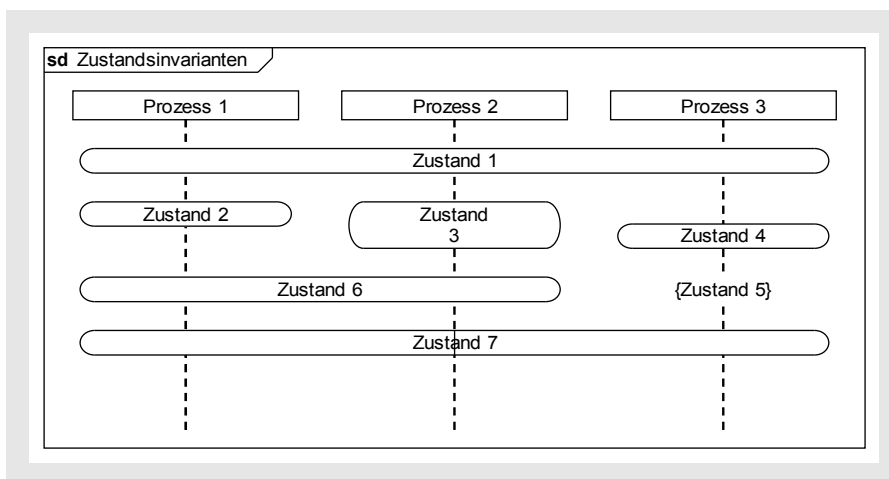 sd Zustandsinvarianten
Prozess 1 Prozess 2 Prozess 3
Zustand 1
Zustand 2 Zustand
3
Zustand 4
Zustand 6 {Zustand 5}
Zustand 7